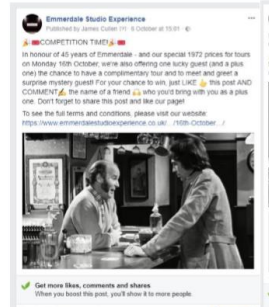 Emmerdale Studio Experience
Published by James Cullen · 6 October at 15:01
🎉🎟️COMPETITION TIME!🎉🎟️
In honour of 45 years of Emmerdale - and our special 1972 prices for tours
on Monday 16th October, we're also offering one lucky guest (and a plus
one) the chance to have a complimentary tour and to meet and greet a
surprise mystery guest! For your chance to win, just LIKE 👍 this post AND
COMMENT✍️ the name of a friend 👭 who'd bring with you as a plus
one. Don't forget to share this post and like our page!
To see the full terms and conditions, please visit our website:
https://www.emmerdalestudioexperience.co.uk/.../16th-October.../
Get more likes, comments and shares
When you boost this post, you'll show it to more people.